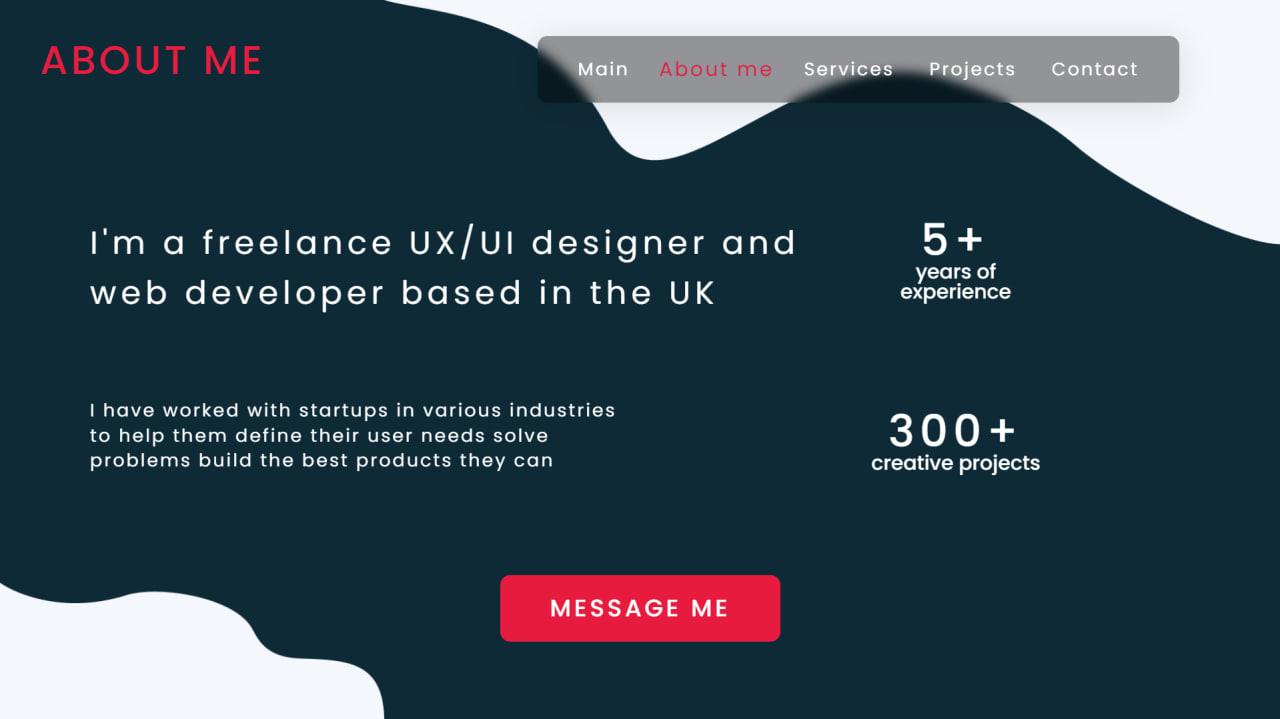 ABOUT ME
Main About me Services Projects Contact
I'm a freelance UX/UI designer and
web developer based in the UK
5+
years of
experience
I have worked with startups in various industries
to help them define their user needs solve
problems build the best products they can
300+
creative projects
MESSAGE ME